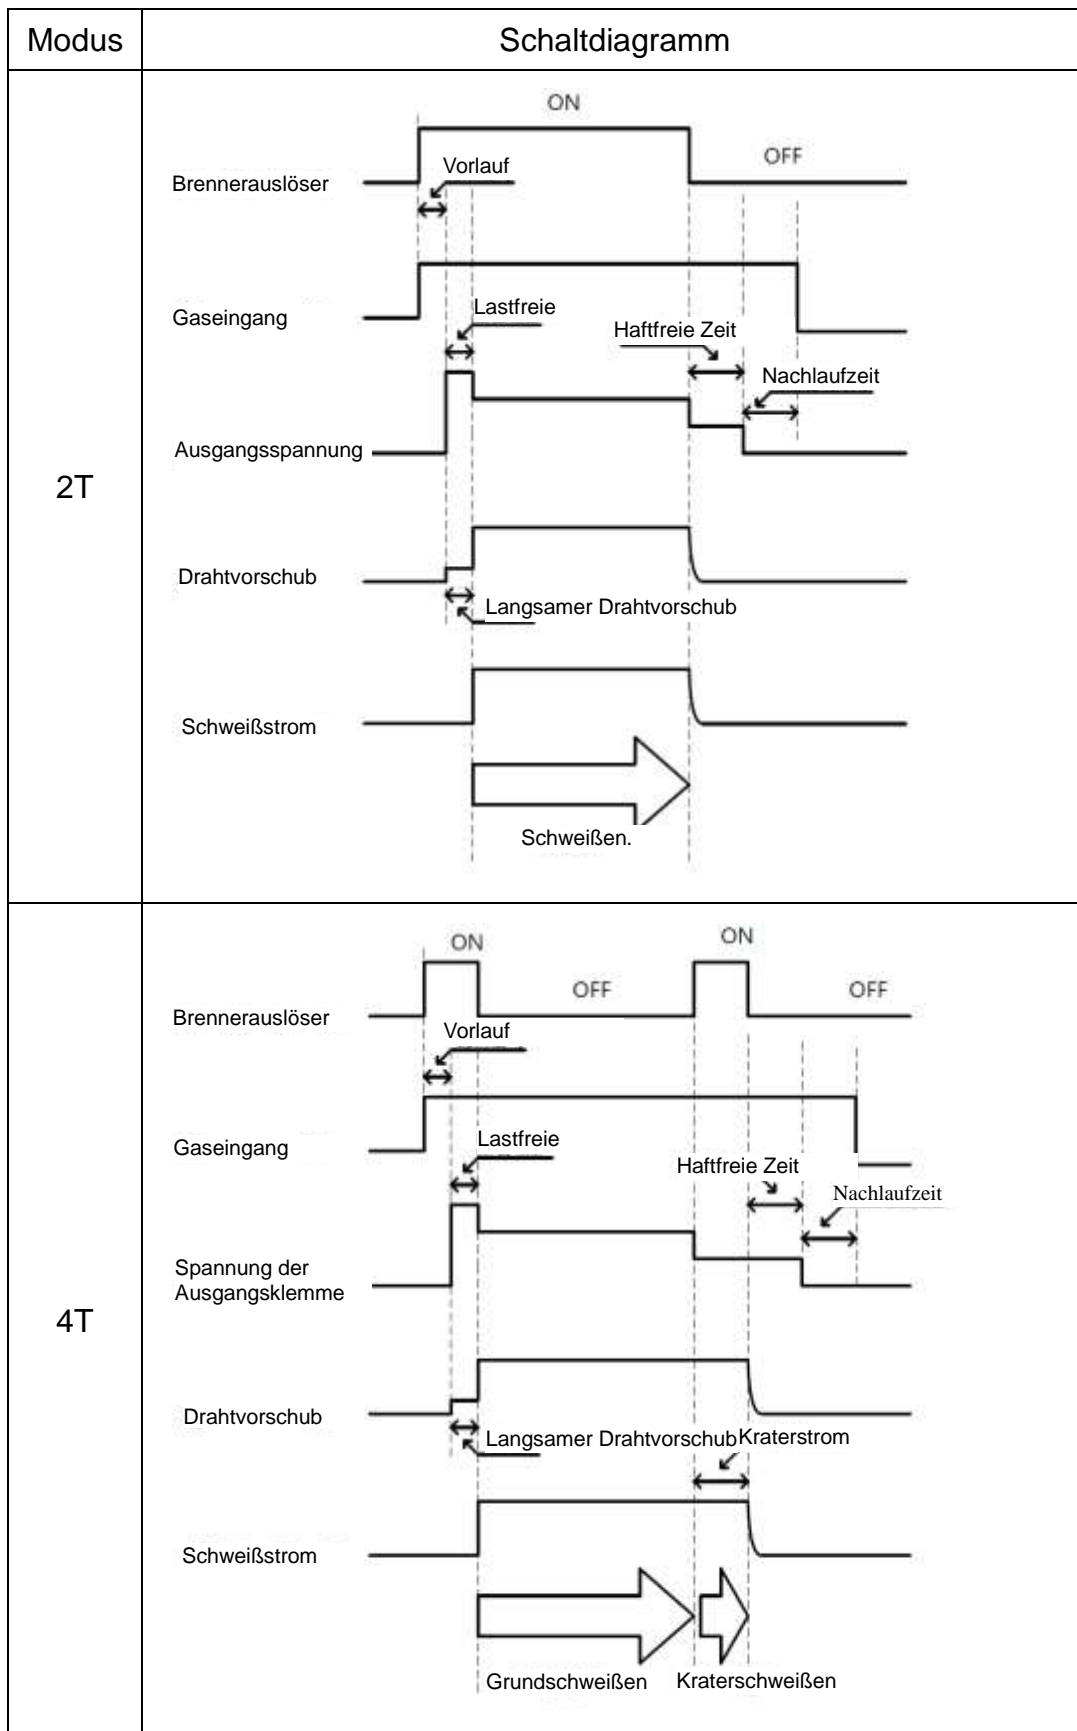 Modus
Schaltdiagramm
2T
ON
OFF
Vorlauf
Brennerauslöser
Lastfreie
Gaseingang
Haftfreie Zeit
Nachlaufzeit
Ausgangsspannung
Drahtvorschub
Langsamer Drahtvorschub
Schweißstrom
Schweißen.
4T
ON
ON
OFF
OFF
Brennerauslöser
Vorlauf
Lastfreie
Gaseingang
Haftfreie Zeit
Nachlaufzeit
Spannung der
Ausgangsklemme
Drahtvorschub
Langsamer Drahtvorschub
Kraterstrom
Schweißstrom
Grundschweißen
Kraterschweißen